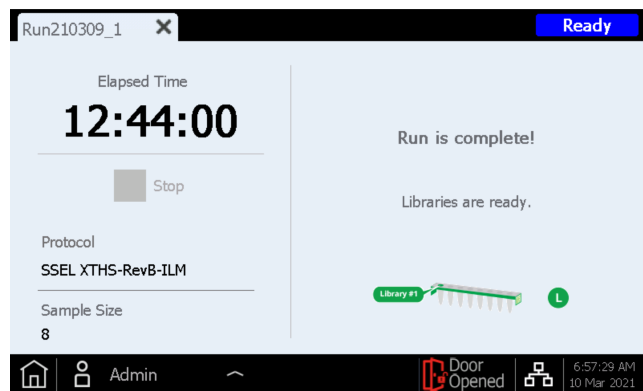 Run210309_1
Ready
Elapsed Time
12:44:00
Stop
Protocol
SSEL XTHS-RevB-ILM
Sample Size
8
Run is complete!
Libraries are ready.
Library #1
L
Admin
Door
Opened
6:57:29 AM
10 Mar 2021